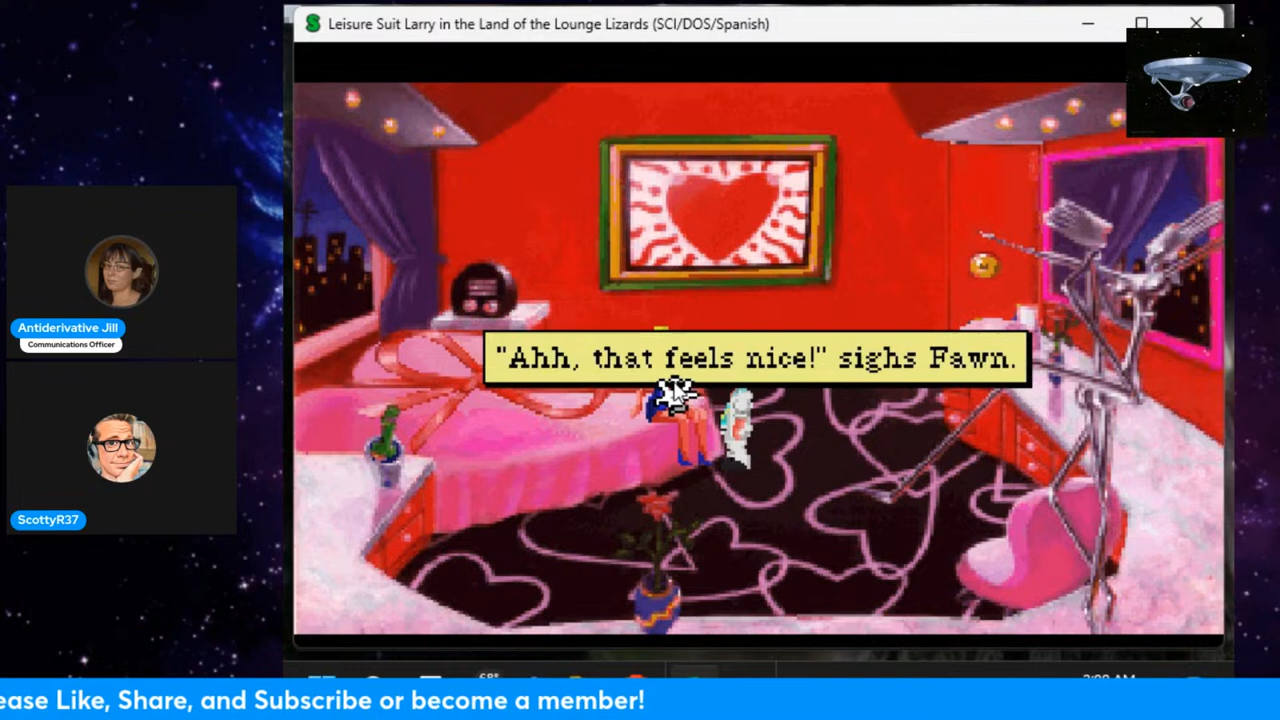 Leisure Suit Larry in the Land of the Lounge Lizards (SCI/DOS/Spanish)
Antiderivative Jill
Communications Officer
"Ahh, that feels nice!" sighs Fawn.
ScottyR37
ease Like, Share, and Subscribe or become a member!